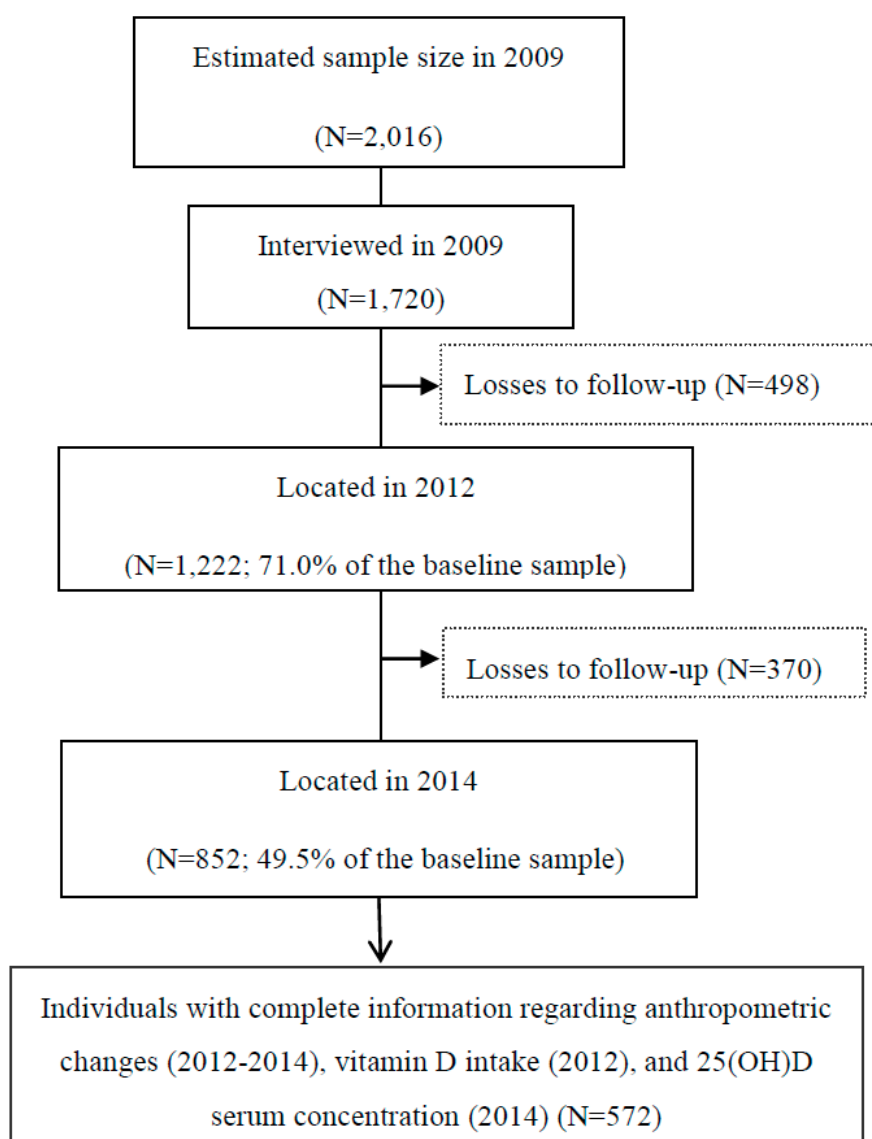 Estimated sample size in 2009
(N=2,016)
Interviewed in 2009
(N=1,720)
Losses to follow-up (N=498)
Located in 2012
(N=1,222; 71.0% of the baseline sample)
Losses to follow-up (N=370)
Located in 2014
(N=852; 49.5% of the baseline sample)
Individuals with complete information regarding anthropometric
changes (2012-2014), vitamin D intake (2012), and 25(OH)D
serum concentration (2014) (N=572)